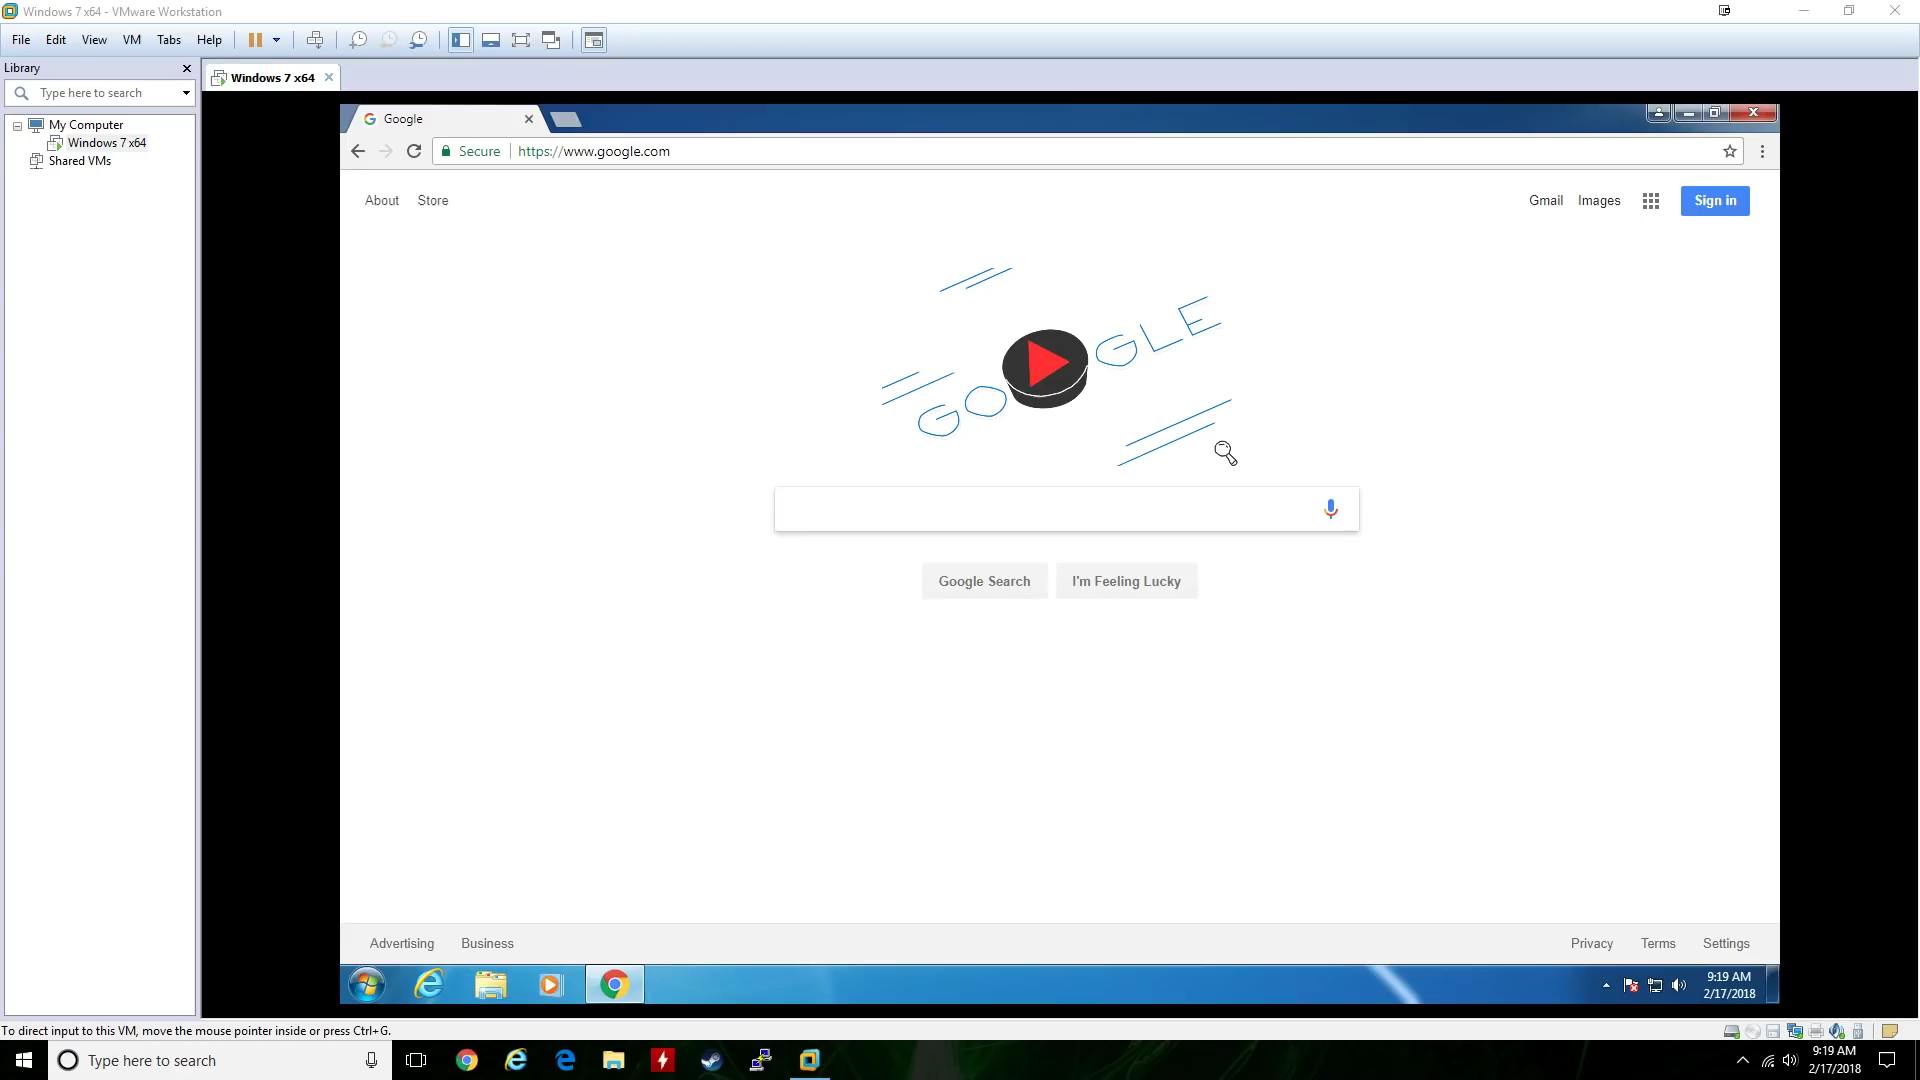 Windows 7 x64 - VMware Workstation
File Edit View VM Tabs Help
Library
Windows 7 x64
Type here to search
My Computer
Windows 7 x64
Shared VMs
Google
Secure https://www.google.com
About Store
Gmail Images Sign in
GO GLE
Google Search I'm Feeling Lucky
Advertising Business
Privacy Terms Settings
9:19 AM
2/17/2018
To direct input to this VM, move the mouse pointer inside or press Ctrl+G.
Type here to search
9:19 AM
2/17/2018